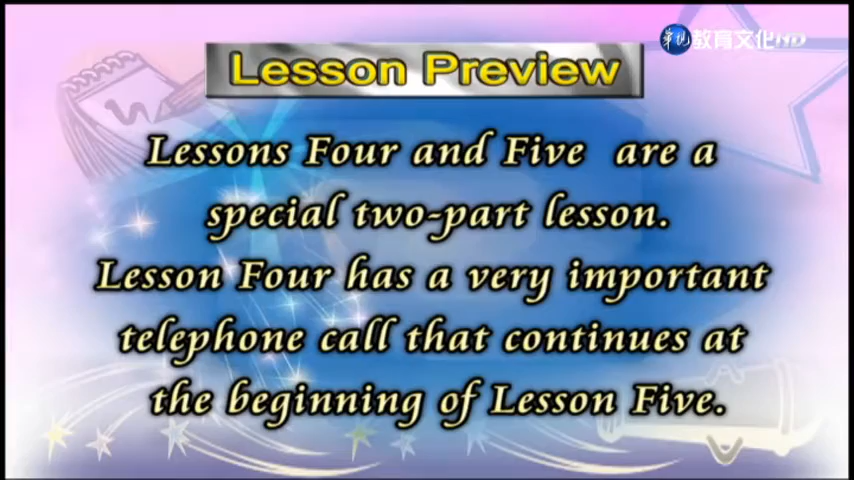 華視 教育文化HD
Lesson Preview
Lessons Four and Five are a
special two-part lesson.
Lesson Four has a very important
telephone call that continues at
the beginning of Lesson Five.